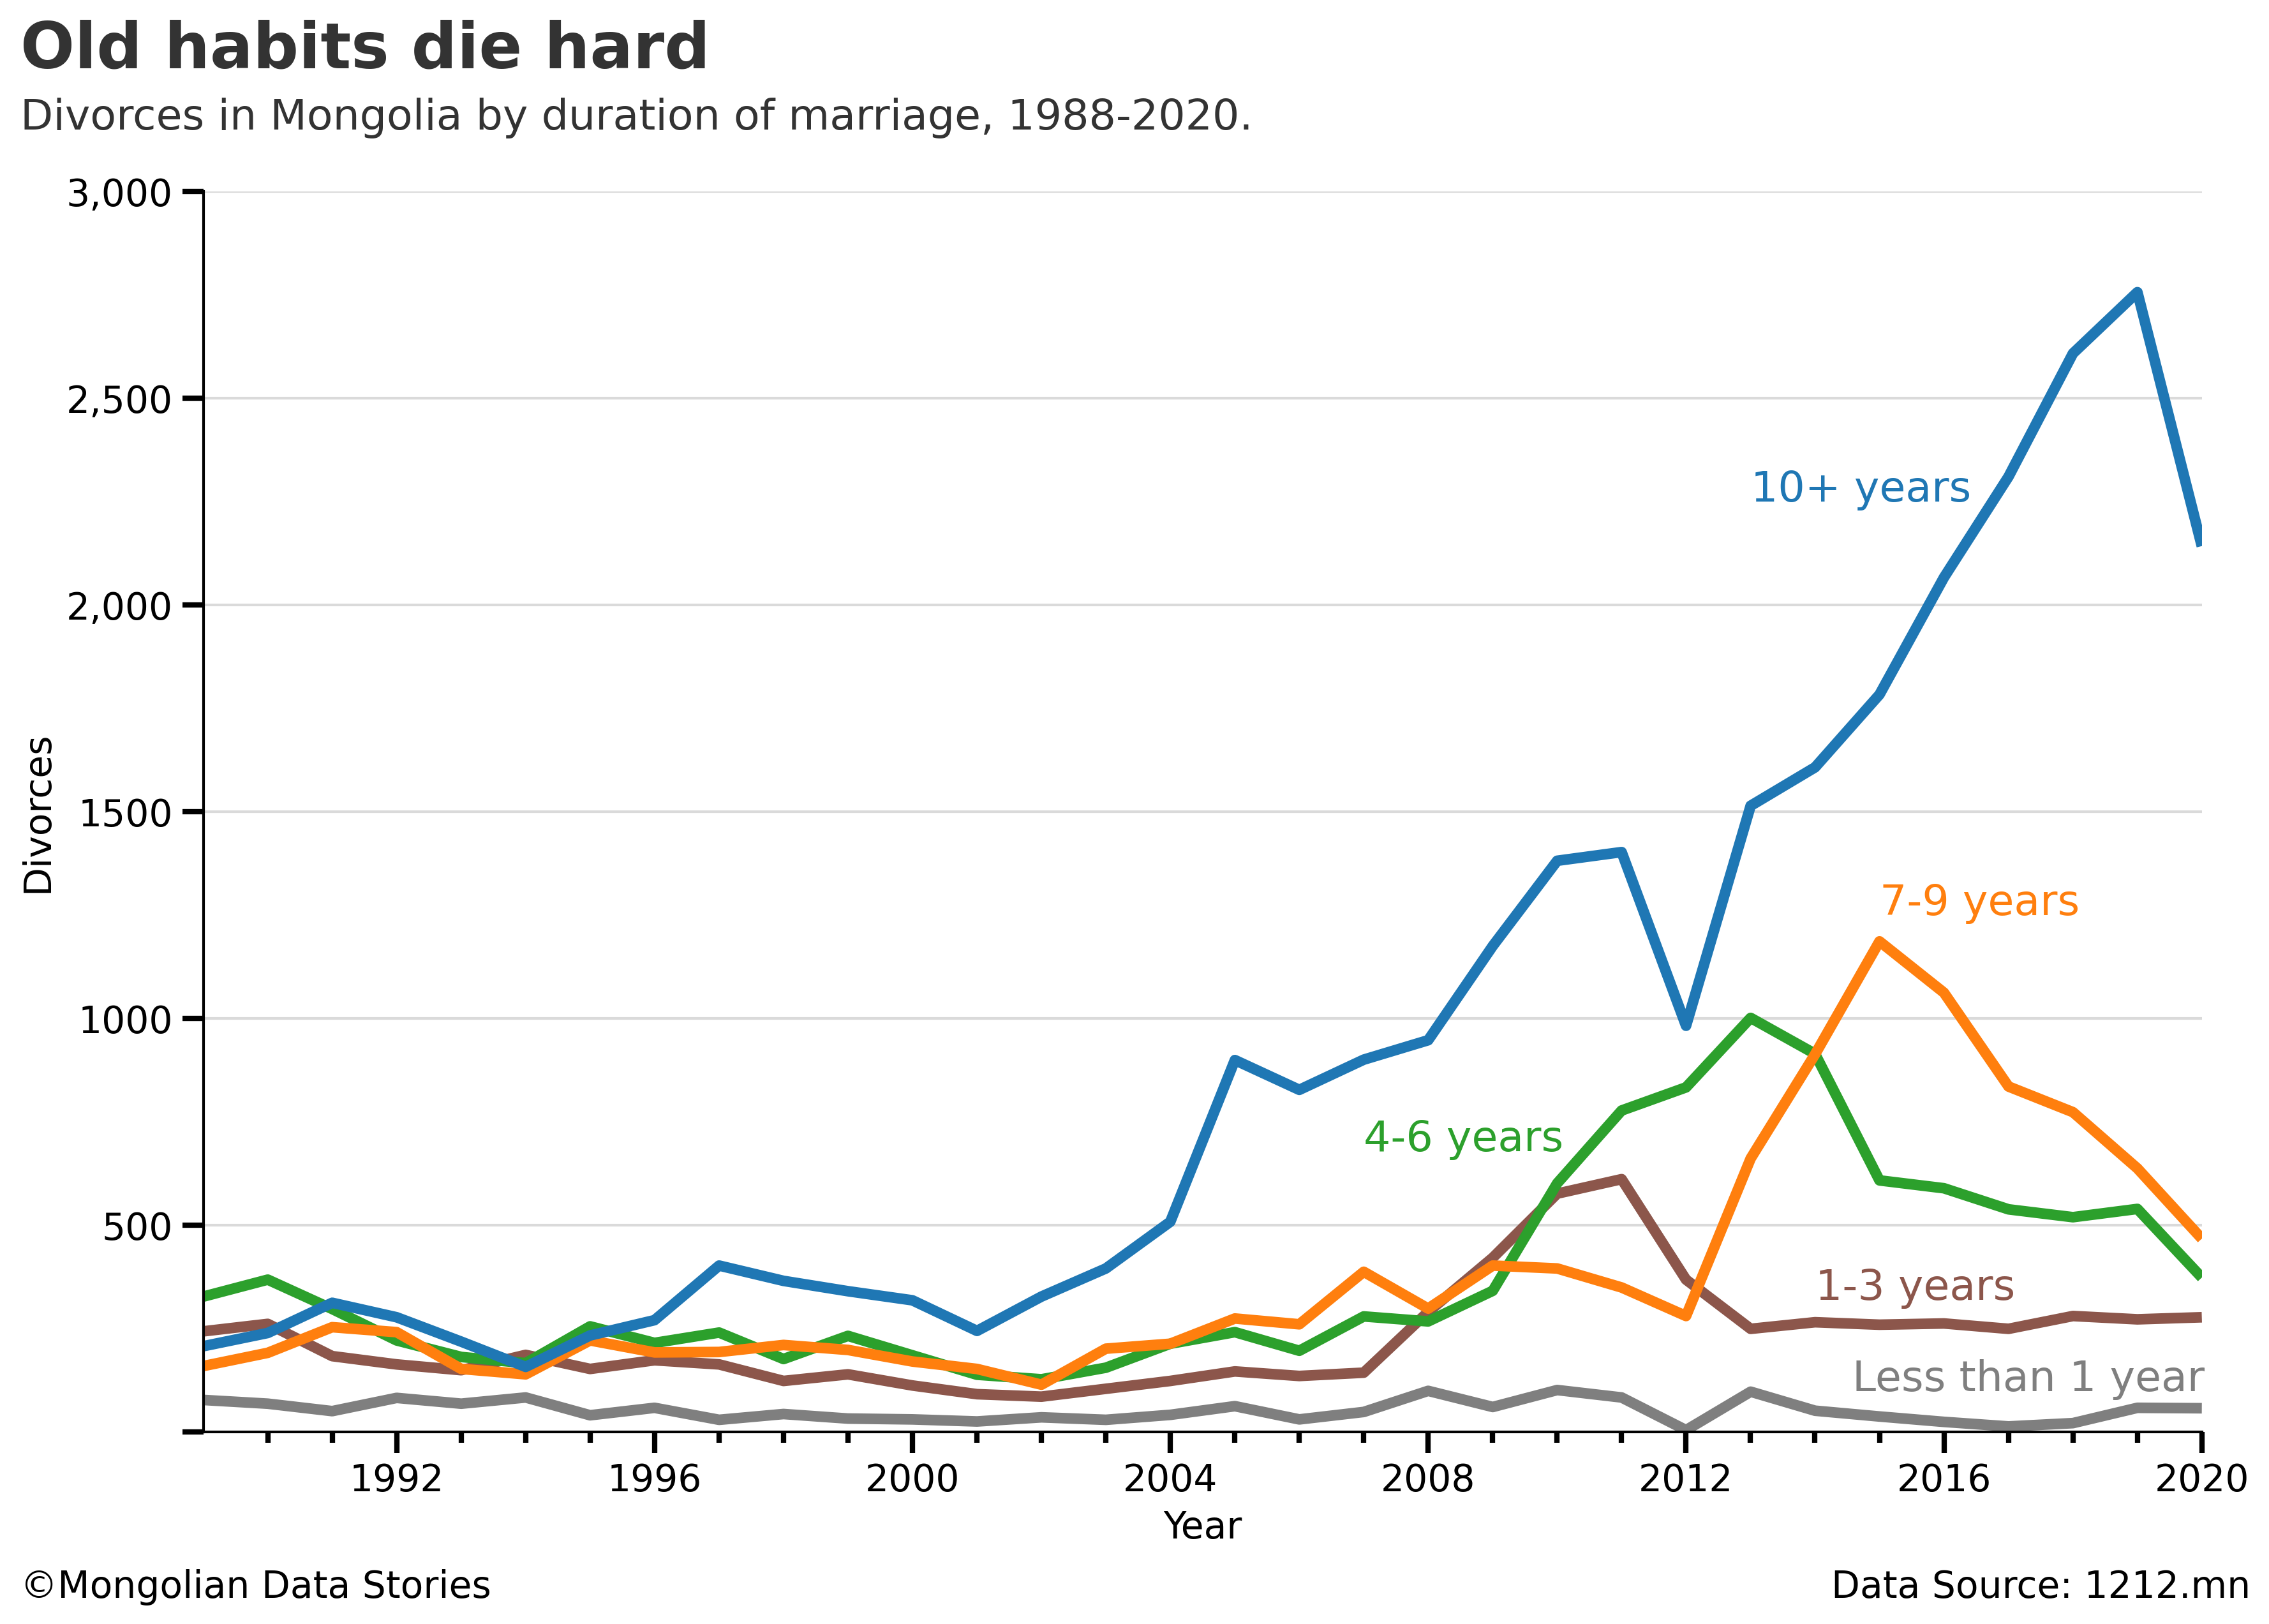 Old habits die hard
Divorces in Mongolia by duration of marriage, 1988-2020.
3,000
2,500
2,000
1500
1000
500
Divorces
10+ years
7-9 years
4-6 years
1-3 years
Less than 1 year
1992 1996 2000 2004 2008 2012 2016 2020
Year
©Mongolian Data Stories
Data Source: 1212.mn